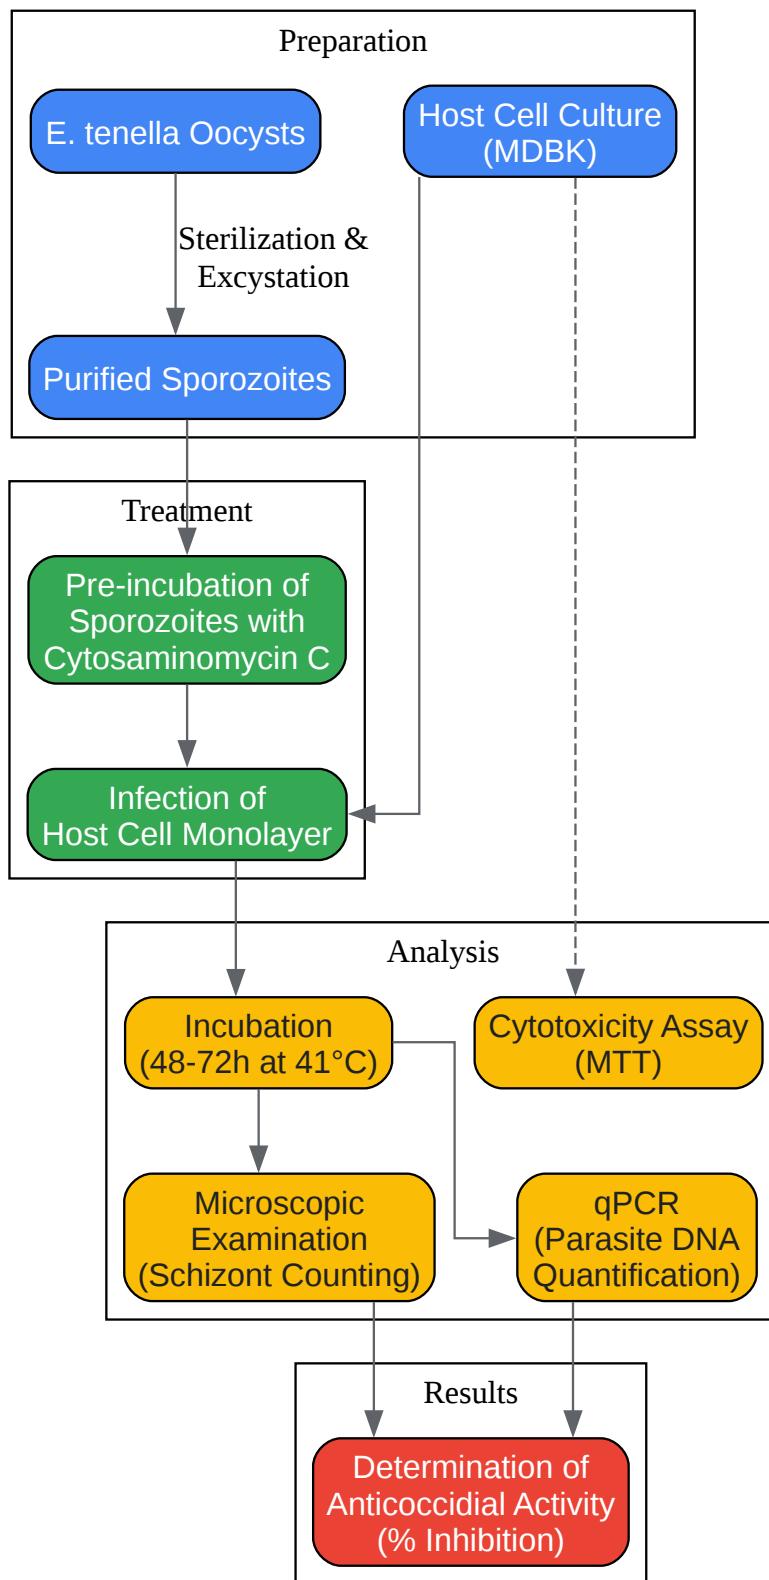 Preparation
E. tenella Oocysts
Host Cell Culture
(MDBK)
Sterilization &
Excystation
Purified Sporozoites
Treatment
Pre-incubation of
Sporozoites with
Cytosaminomycin C
Infection of
Host Cell Monolayer
Analysis
Incubation
(48-72h at 41°C)
Cytotoxicity Assay
(MTT)
Microscopic
Examination
(Schizont Counting)
qPCR
(Parasite DNA
Quantification)
Results
Determination of
Anticoccidial Activity
(% Inhibition)